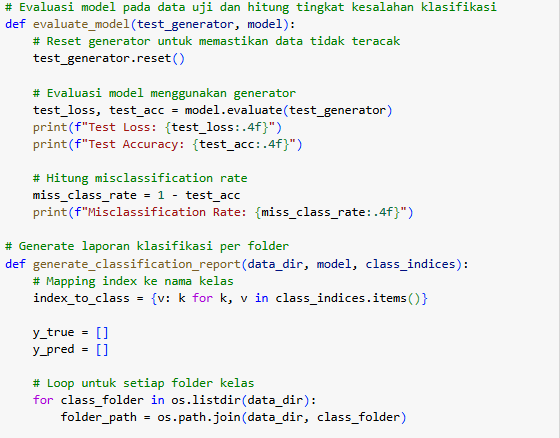 # Evaluasi model pada data uji dan hitung tingkat kesalahan klasifikasi
def evaluate_model(test_generator, model):
    # Reset generator untuk memastikan data tidak teracak
    test_generator.reset()

    # Evaluasi model menggunakan generator
    test_loss, test_acc = model.evaluate(test_generator)
    print(f"Test Loss: {test_loss:.4f}")
    print(f"Test Accuracy: {test_acc:.4f}")

    # Hitung misclassification rate
    miss_class_rate = 1 - test_acc
    print(f"Misclassification Rate: {miss_class_rate:.4f}")

# Generate laporan klasifikasi per folder
def generate_classification_report(data_dir, model, class_indices):
    # Mapping index ke nama kelas
    index_to_class = {v: k for k, v in class_indices.items()}

    y_true = []
    y_pred = []

    # Loop untuk setiap folder kelas
    for class_folder in os.listdir(data_dir):
        folder_path = os.path.join(data_dir, class_folder)